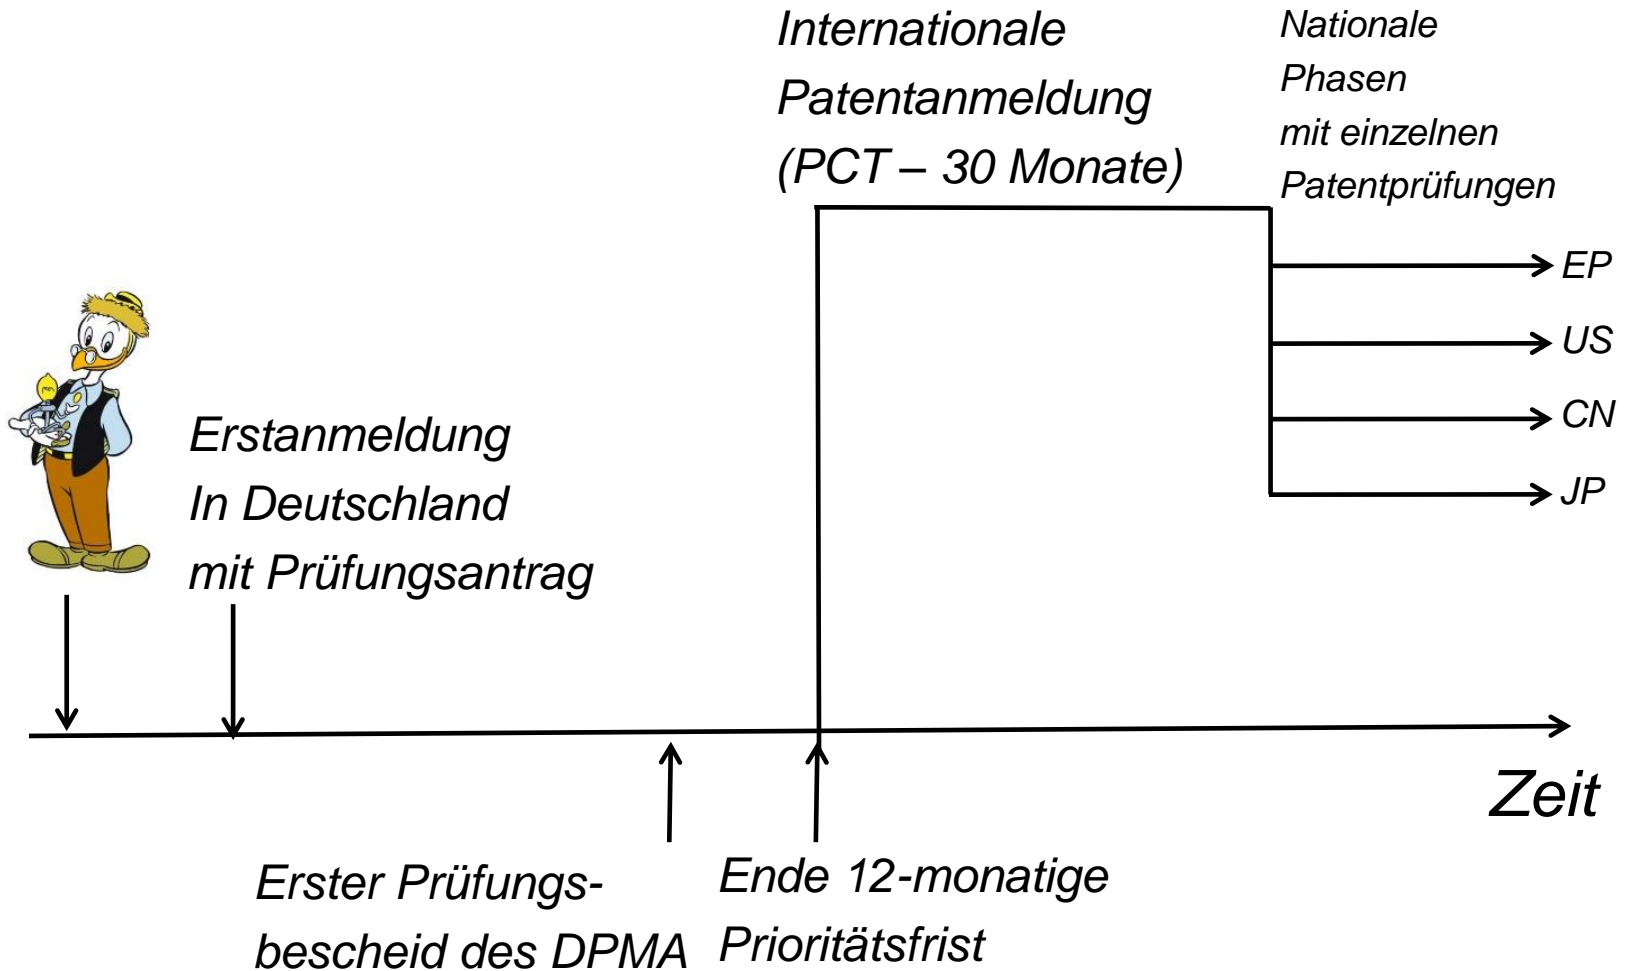 Internationale
Patentanmeldung
(PCT – 30 Monate)
Nationale
Phasen
mit einzelnen
Patentprüfungen
EP
US
CN
JP
Erstanmeldung
In Deutschland
mit Prüfungsantrag
Zeit
Erster Prüfungs-
bescheid des DPMA
Ende 12-monatige
Prioritätsfrist